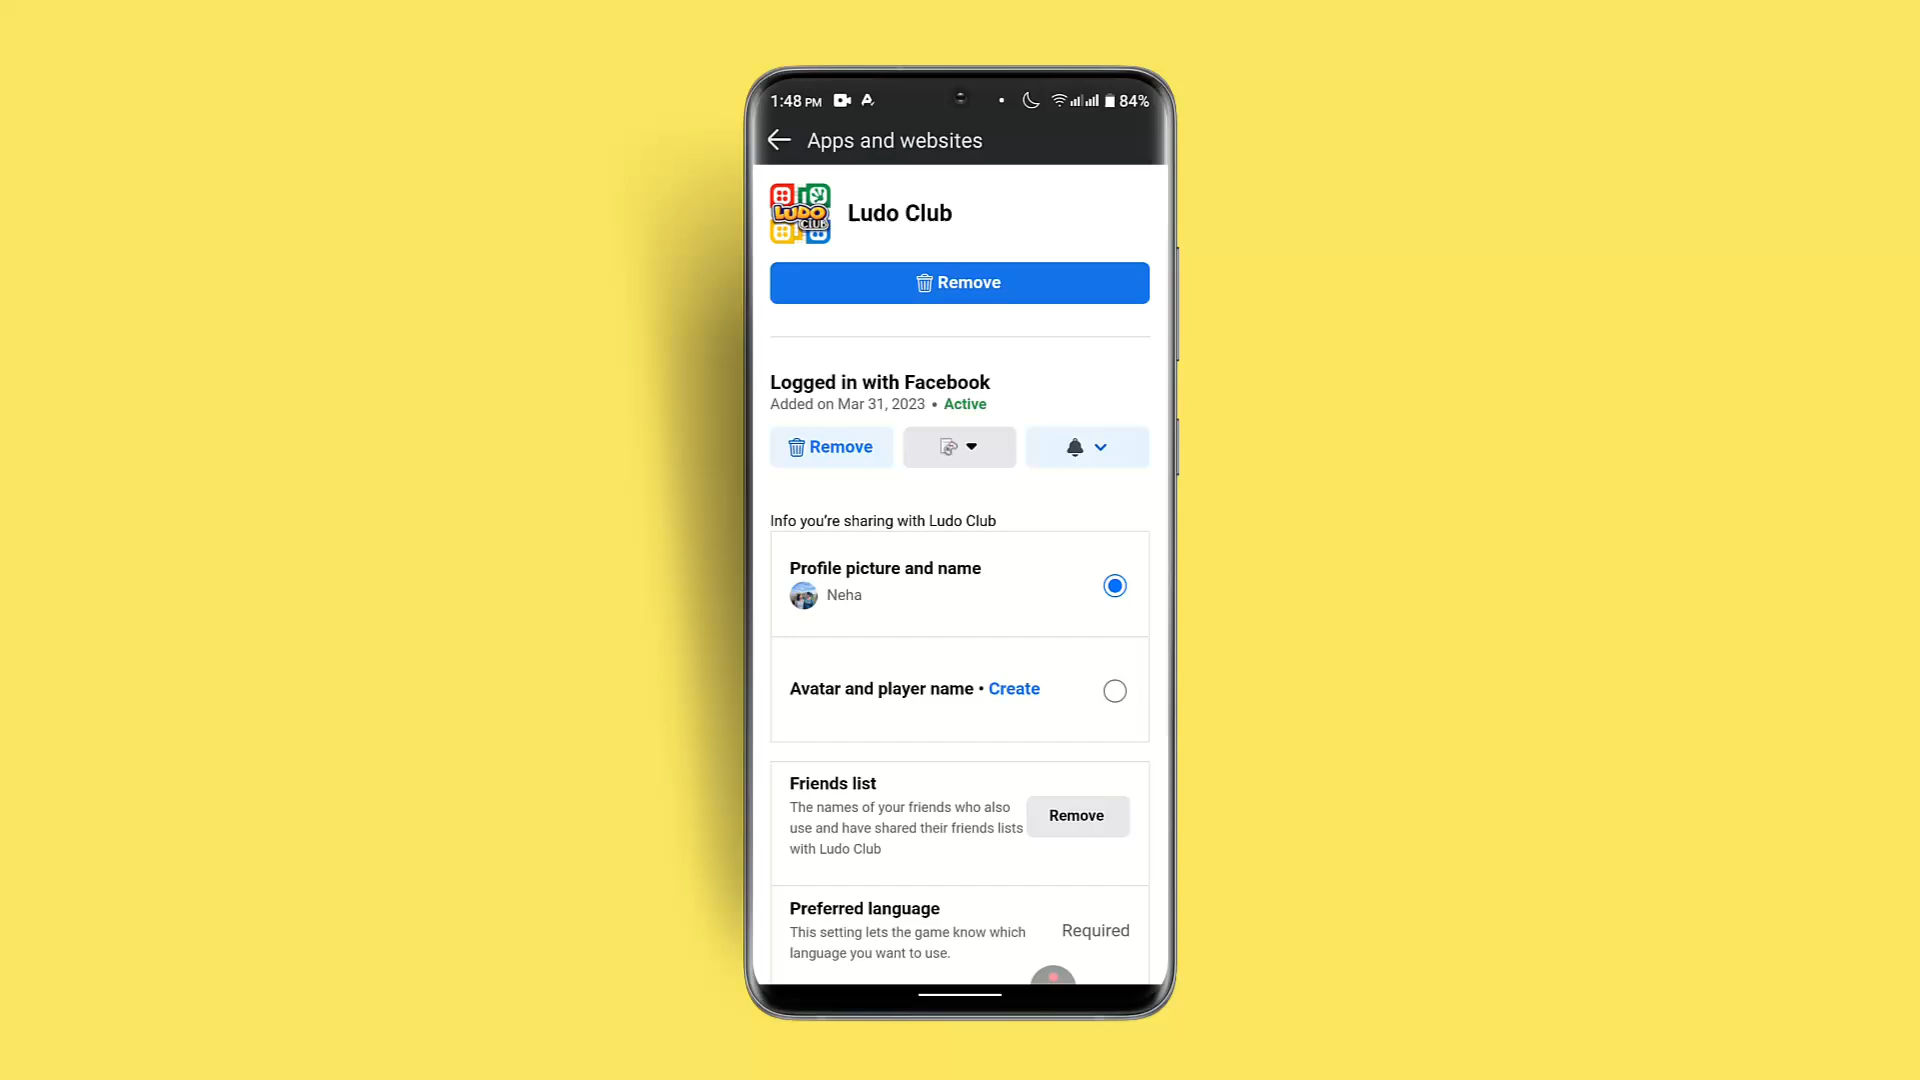 1:48 PM 84%
Apps and websites
LUDO
CLUB
Ludo Club
Remove
Logged in with Facebook
Added on Mar 31, 2023 • Active
Remove
Info you're sharing with Ludo Club
Profile picture and name
Neha
Avatar and player name • Create
Friends list
The names of your friends who also
use and have shared their friends lists
with Ludo Club
Remove
Preferred language
This setting lets the game know which
language you want to use.
Required